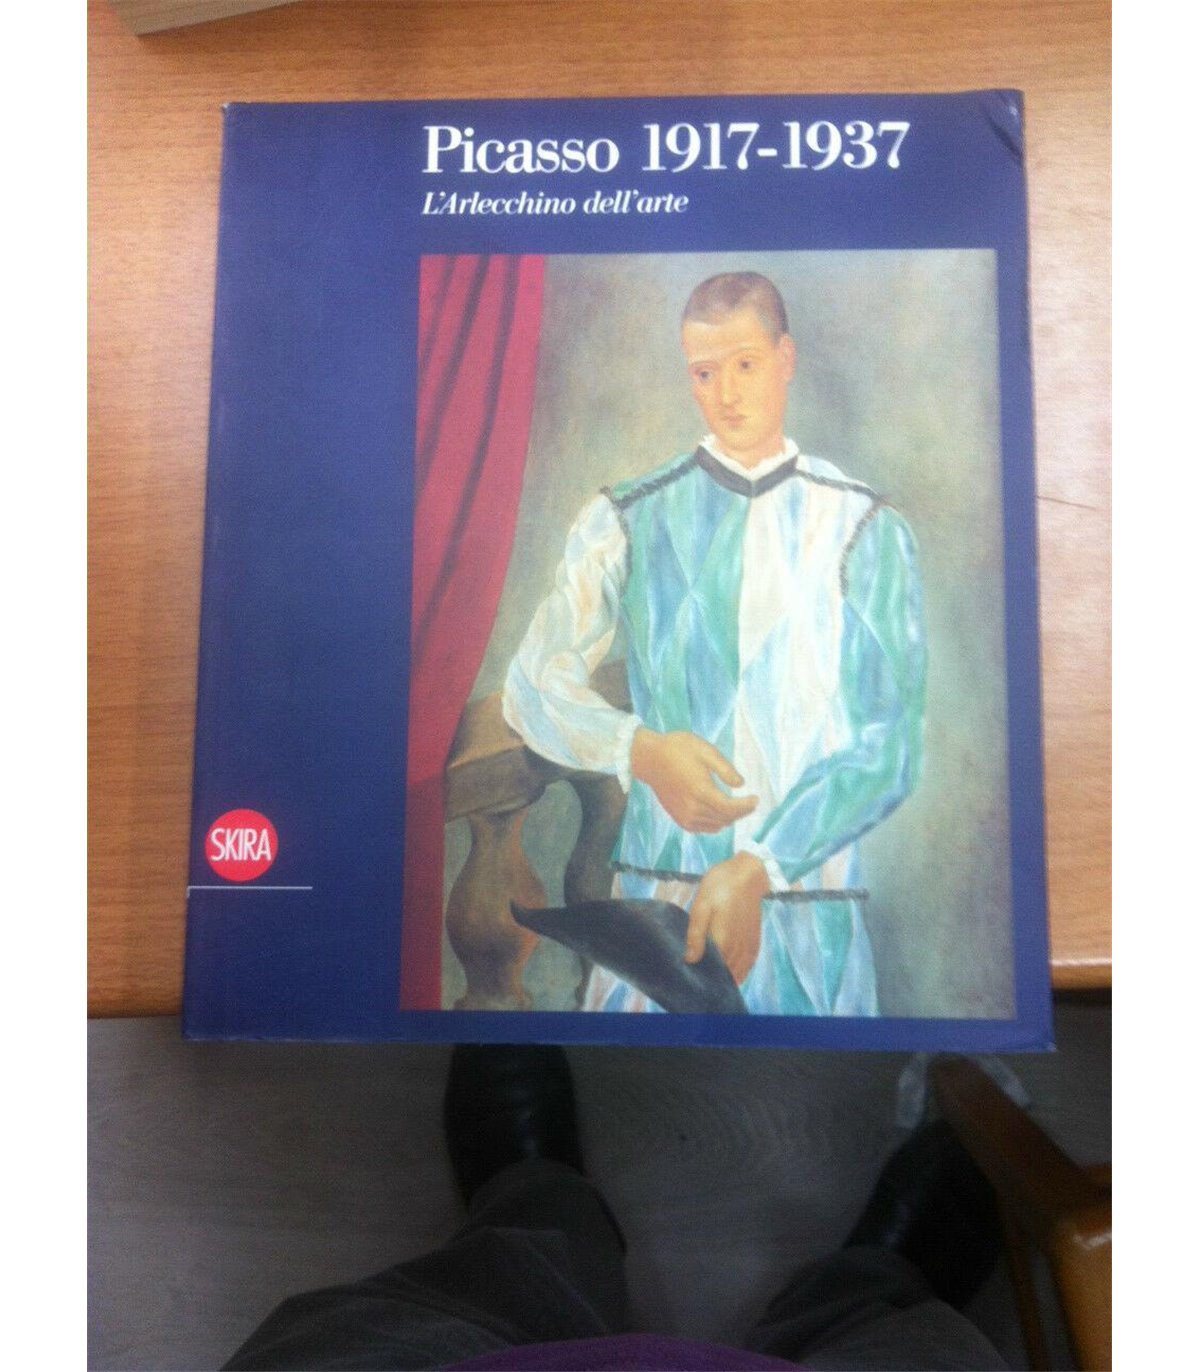 Picasso 1917-1937
L'Arlecchino dell'arte
SKIRA